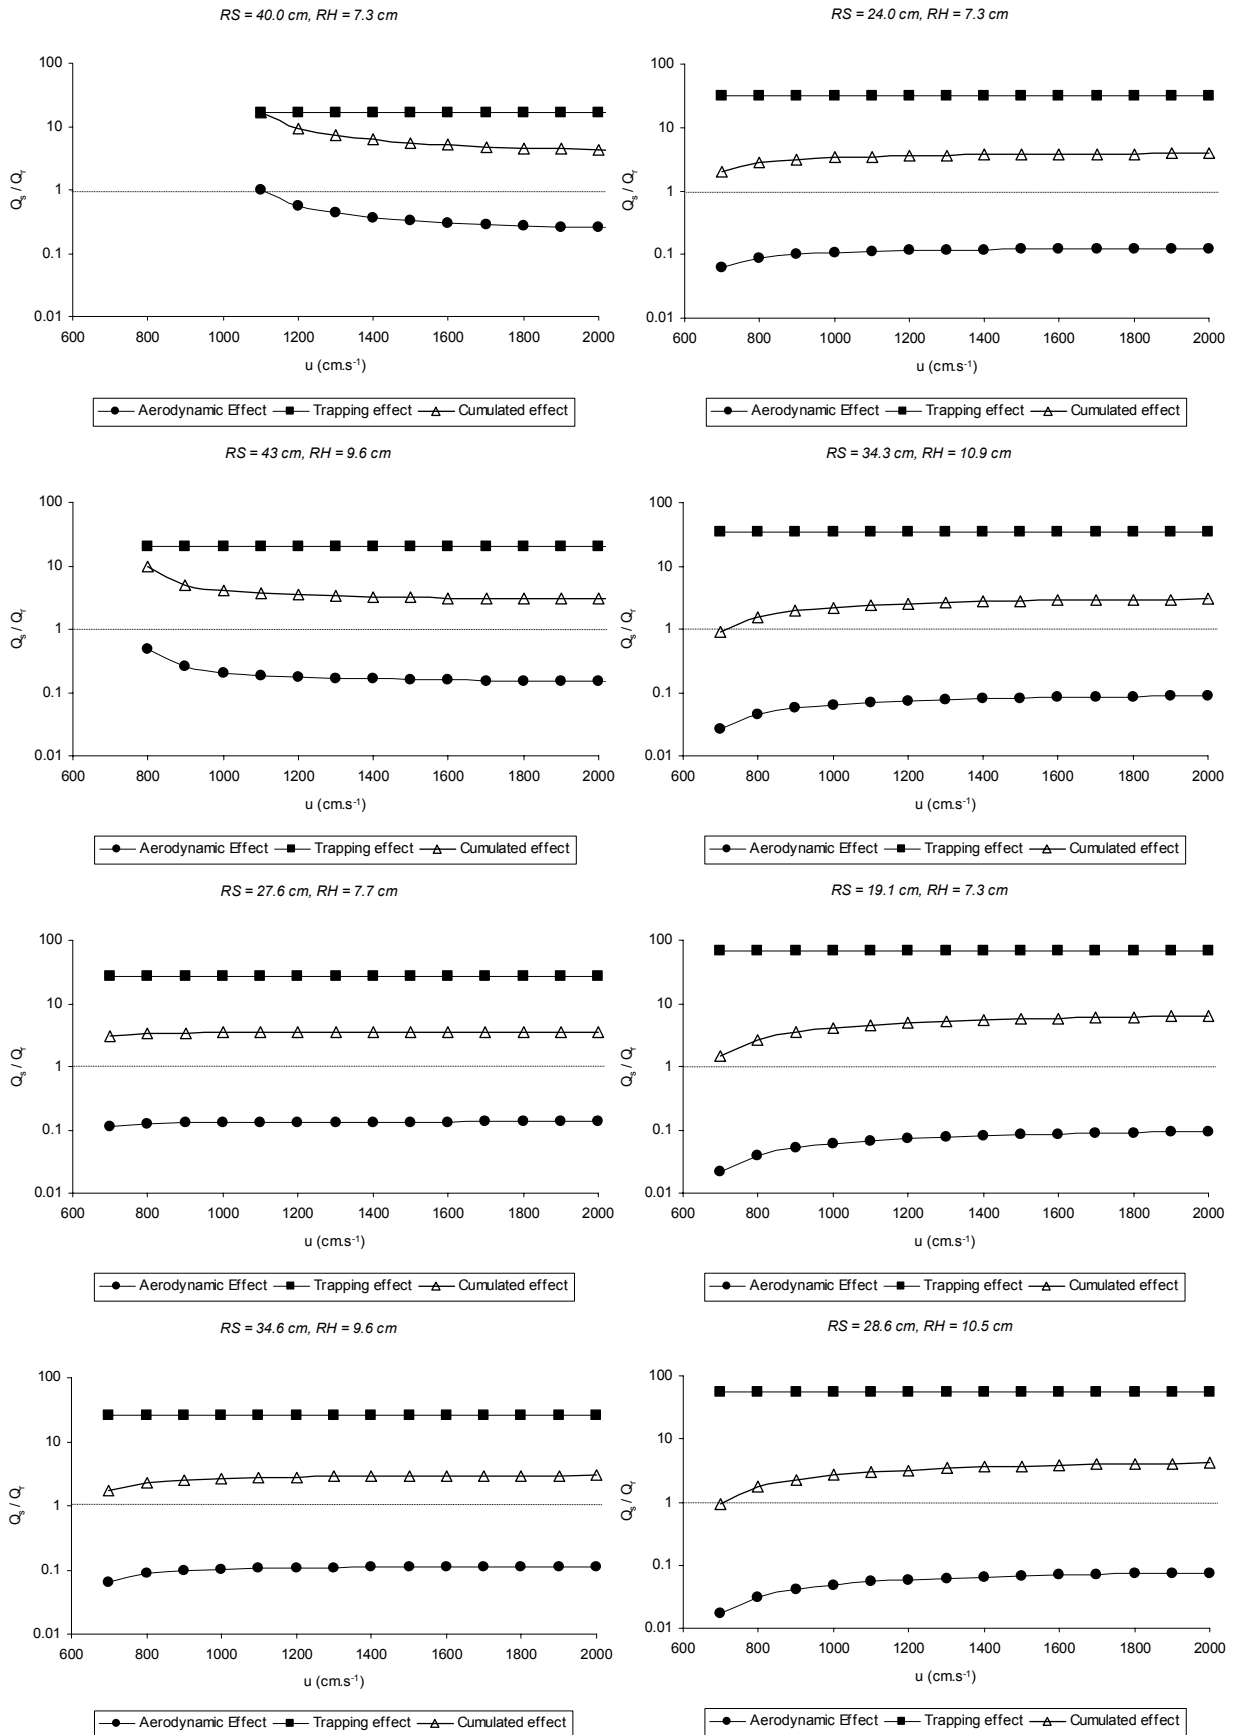 RS = 40.0 cm, RH = 7.3 cm
100
10
1
0.1
0.01
Qs / Qr
600 800 1000 1200 1400 1600 1800 2000
u (cm.s-1)
Aerodynamic Effect Trapping effect Cumulated effect
RS = 24.0 cm, RH = 7.3 cm
100
10
1
0.1
0.01
Qs / Qr
600 800 1000 1200 1400 1600 1800 2000
u (cm.s-1)
Aerodynamic Effect Trapping effect Cumulated effect
RS = 43 cm, RH = 9.6 cm
100
10
1
0.1
0.01
Qs / Qr
600 800 1000 1200 1400 1600 1800 2000
u (cm.s-1)
Aerodynamic Effect Trapping effect Cumulated effect
RS = 34.3 cm, RH = 10.9 cm
100
10
1
0.1
0.01
Qs / Qr
600 800 1000 1200 1400 1600 1800 2000
u (cm.s-1)
Aerodynamic Effect Trapping effect Cumulated effect
RS = 27.6 cm, RH = 7.7 cm
100
10
1
0.1
0.01
Qs / Qr
600 800 1000 1200 1400 1600 1800 2000
u (cm.s-1)
Aerodynamic Effect Trapping effect Cumulated effect
RS = 19.1 cm, RH = 7.3 cm
100
10
1
0.1
0.01
Qs / Qr
600 800 1000 1200 1400 1600 1800 2000
u (cm.s-1)
Aerodynamic Effect Trapping effect Cumulated effect
RS = 34.6 cm, RH = 9.6 cm
100
10
1
0.1
0.01
Qs / Qr
600 800 1000 1200 1400 1600 1800 2000
u (cm.s-1)
Aerodynamic Effect Trapping effect Cumulated effect
RS = 28.6 cm, RH = 10.5 cm
100
10
1
0.1
0.01
Qs / Qr
600 800 1000 1200 1400 1600 1800 2000
u (cm.s-1)
Aerodynamic Effect Trapping effect Cumulated effect